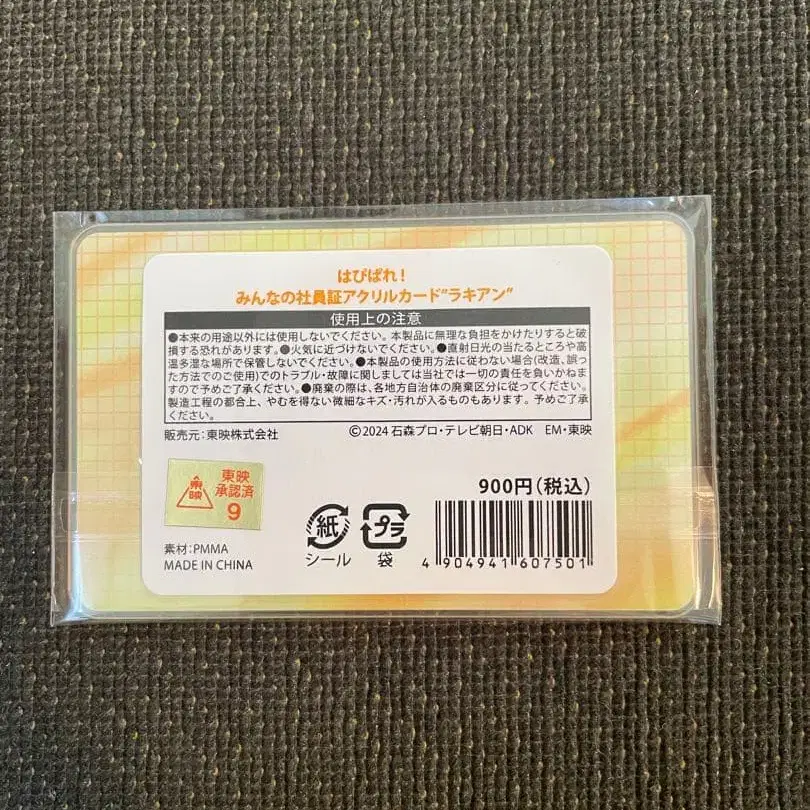 はぴぱれ！
みんなの社員証アクリルカード"ラキアン"
使用上の注意
●本来の用途以外には使用しないでください。本製品に無理な負担をかけたりすると破
損する恐れがあります。●火気に近づけないでください。●直射日光の当たるところや高
温多湿な場所で保管しないでください。●本製品の使用方法に従わない場合(改造、誤っ
た方法でのご使用)でのトラブル・故障に関しましては当社では一切の責任を負いかねま
すので予めご了承ください。●廃棄の際は、各地方自治体の廃棄区分に従ってください。
製造工程の都合上、やむを得ない微細なキズ・汚れが入るものもあります。予めご了承
ください。
販売元：東映株式会社 ©2024 石森プロ・テレビ朝日・ADK EM・東映
900円(税込)
東映
東映
承認済
9
紙
シール
プラ
袋
4 904941 607501
素材：PMMA
MADE IN CHINA